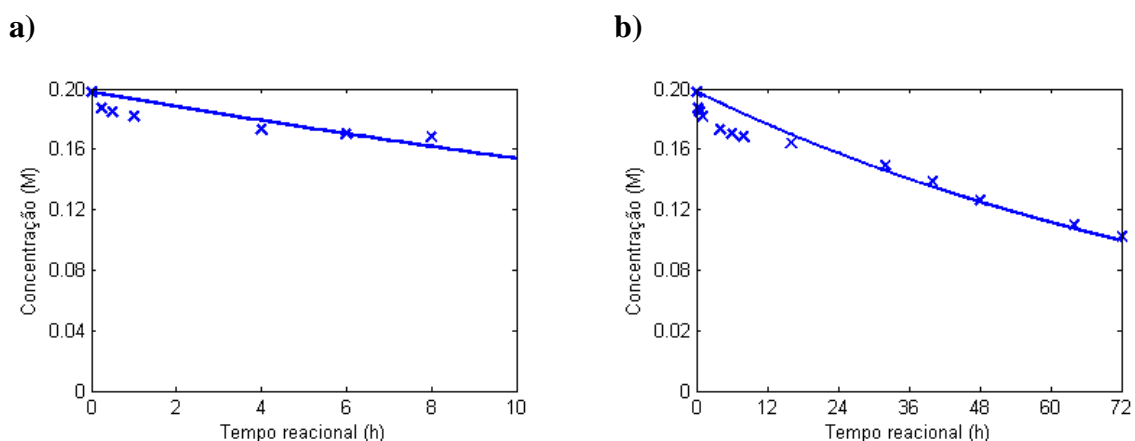 a)
b)
0.20
0.16
0.12
0.08
0.04
0
0 2 4 6 8 10
Concentração (M)
Tempo reacional (h)
0.20
0.16
0.12
0.08
0.02
0
0 12 24 36 48 60 72
Concentração (M)
Tempo reacional (h)